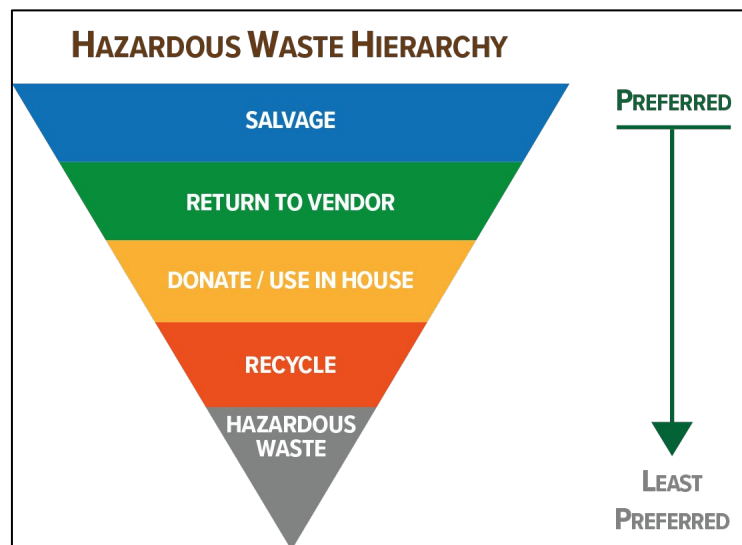 HAZARDOUS WASTE HIERARCHY
PREFERRED
SALVAGE
RETURN TO VENDOR
DONATE / USE IN HOUSE
RECYCLE
HAZARDOUS
WASTE
LEAST
PREFERRED